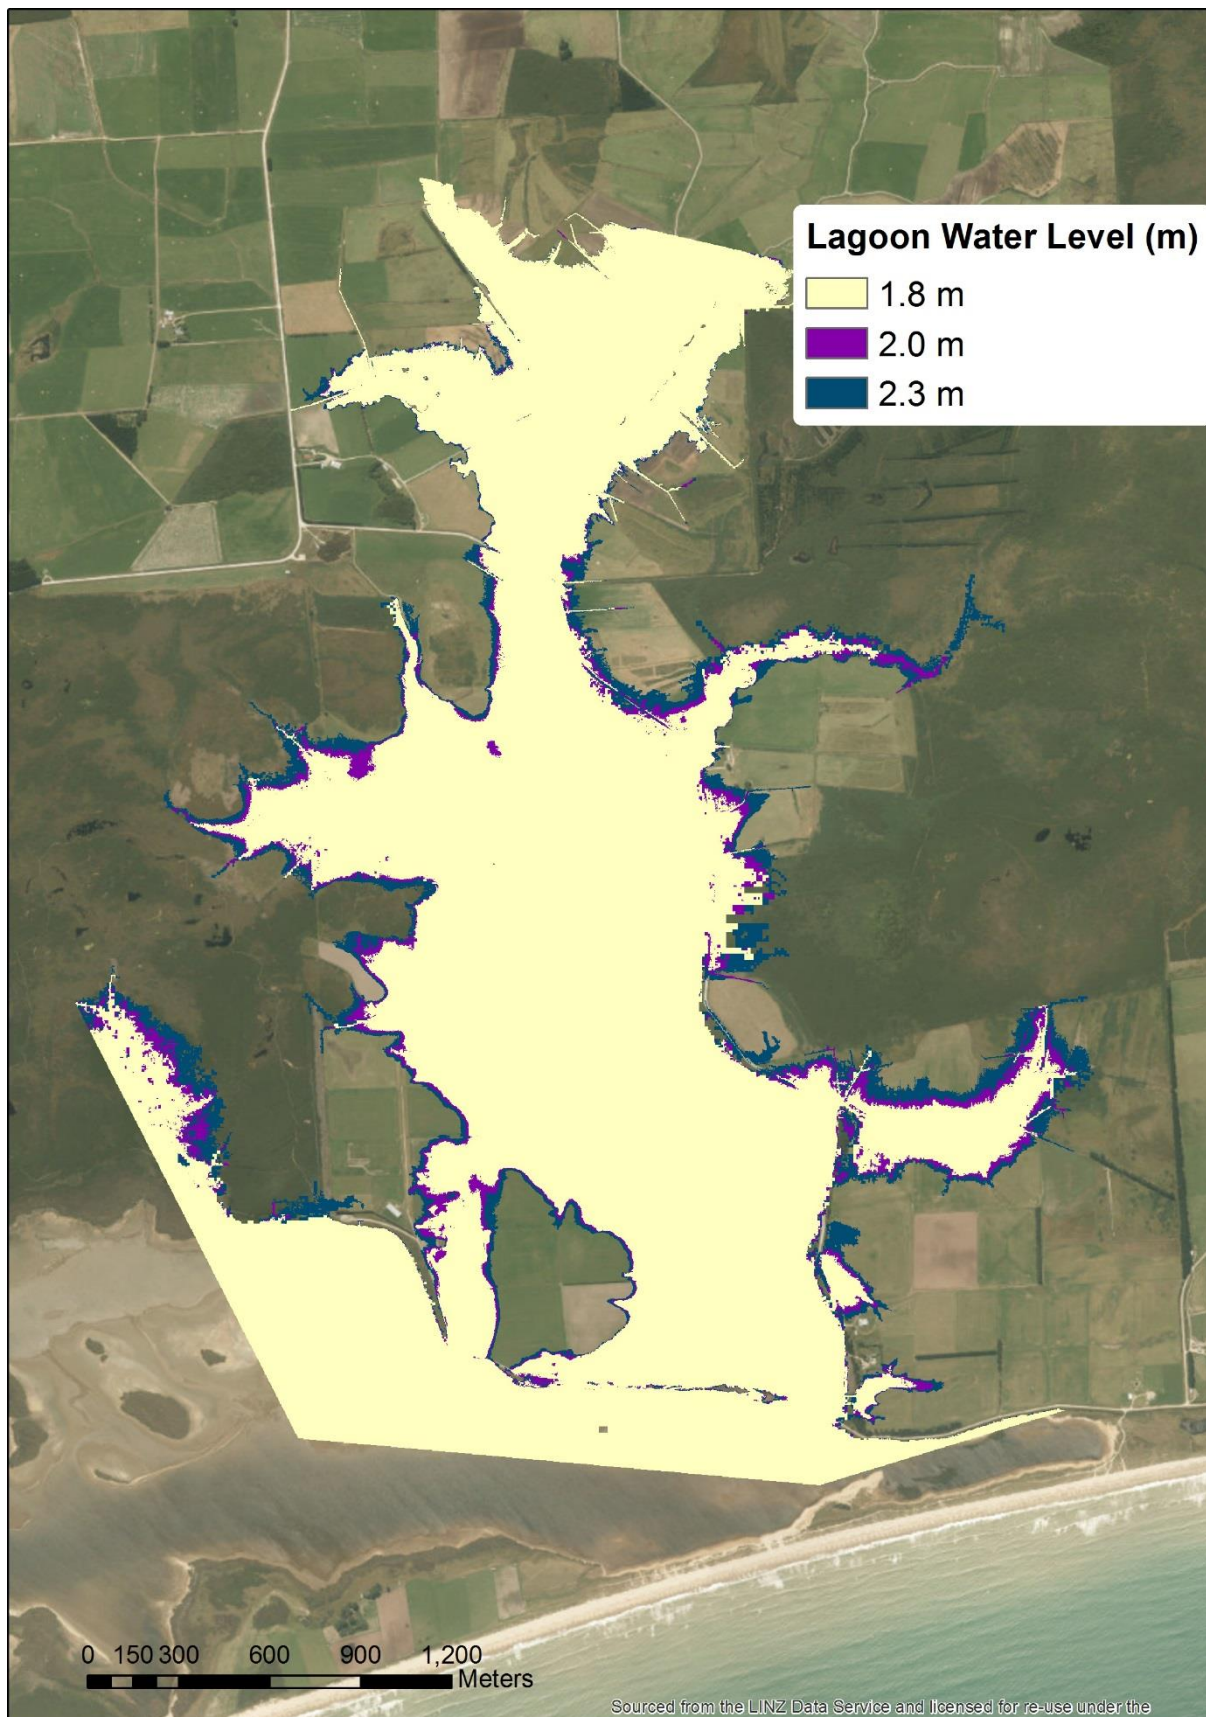 Lagoon Water Level (m)
1.8 m
2.0 m
2.3 m
0 150 300 600 900 1,200
Meters
Sourced from the LINZ Data Service and licensed for re-use under the